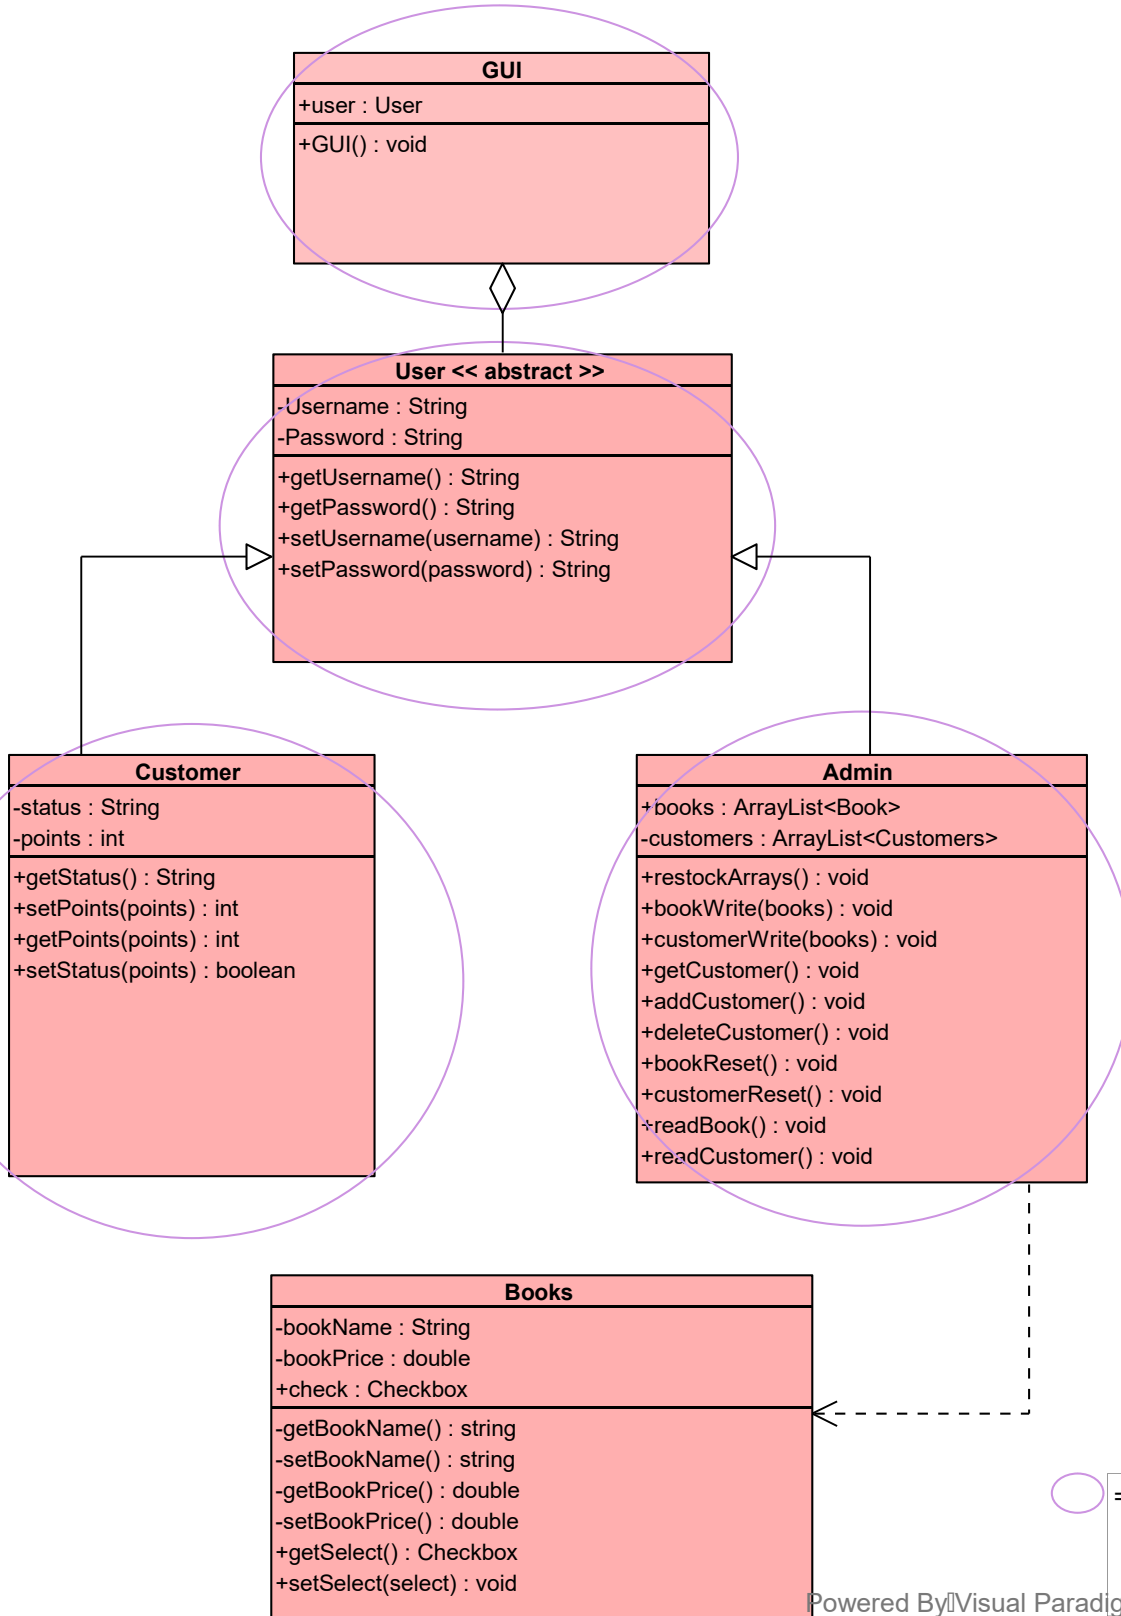 GUI
+user : User
+GUI() : void
User << abstract >>
-Username : String
-Password : String
+getUsername() : String
+getPassword() : String
+setUsername(username) : String
+setPassword(password) : String
Customer
-status : String
-points : int
+getStatus() : String
+setPoints(points) : int
+getPoints(points) : int
+setStatus(points) : boolean
Admin
+books : ArrayList<Book>
-customers : ArrayList<Customers>
+restockArrays() : void
+bookWrite(books) : void
+customerWrite(books) : void
+getCustomer() : void
+addCustomer() : void
+deleteCustomer() : void
+bookReset() : void
+customerReset() : void
+readBook() : void
+readCustomer() : void
Books
-bookName : String
-bookPrice : double
+check : Checkbox
-getBookName() : string
-setBookName() : string
-getBookPrice() : double
-setBookPrice() : double
+getSelect() : Checkbox
+setSelect(select) : void
=
Powered By Visual Paradig